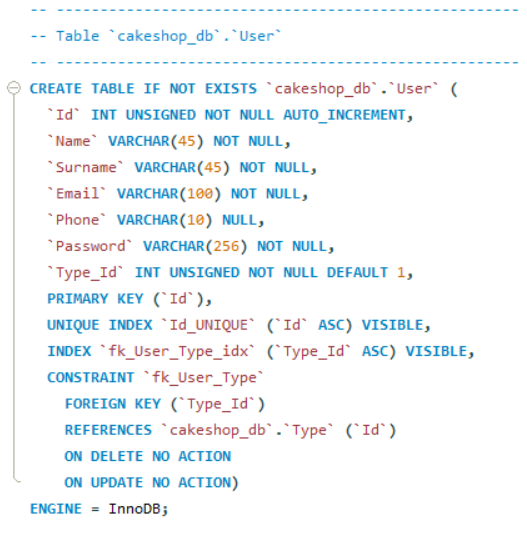 -- -----------------------------------------------------
-- Table `cakeshop_db`.`User`
-- -----------------------------------------------------
CREATE TABLE IF NOT EXISTS `cakeshop_db`.`User` (
`Id` INT UNSIGNED NOT NULL AUTO_INCREMENT,
`Name` VARCHAR(45) NOT NULL,
`Surname` VARCHAR(45) NOT NULL,
`Email` VARCHAR(100) NOT NULL,
`Phone` VARCHAR(10) NULL,
`Password` VARCHAR(256) NOT NULL,
`Type_Id` INT UNSIGNED NOT NULL DEFAULT 1,
PRIMARY KEY (`Id`),
UNIQUE INDEX `Id_UNIQUE` (`Id` ASC) VISIBLE,
INDEX `fk_User_Type_idx` (`Type_Id` ASC) VISIBLE,
CONSTRAINT `fk_User_Type`
FOREIGN KEY (`Type_Id`)
REFERENCES `cakeshop_db`.`Type` (`Id`)
ON DELETE NO ACTION
ON UPDATE NO ACTION)
ENGINE = InnoDB;